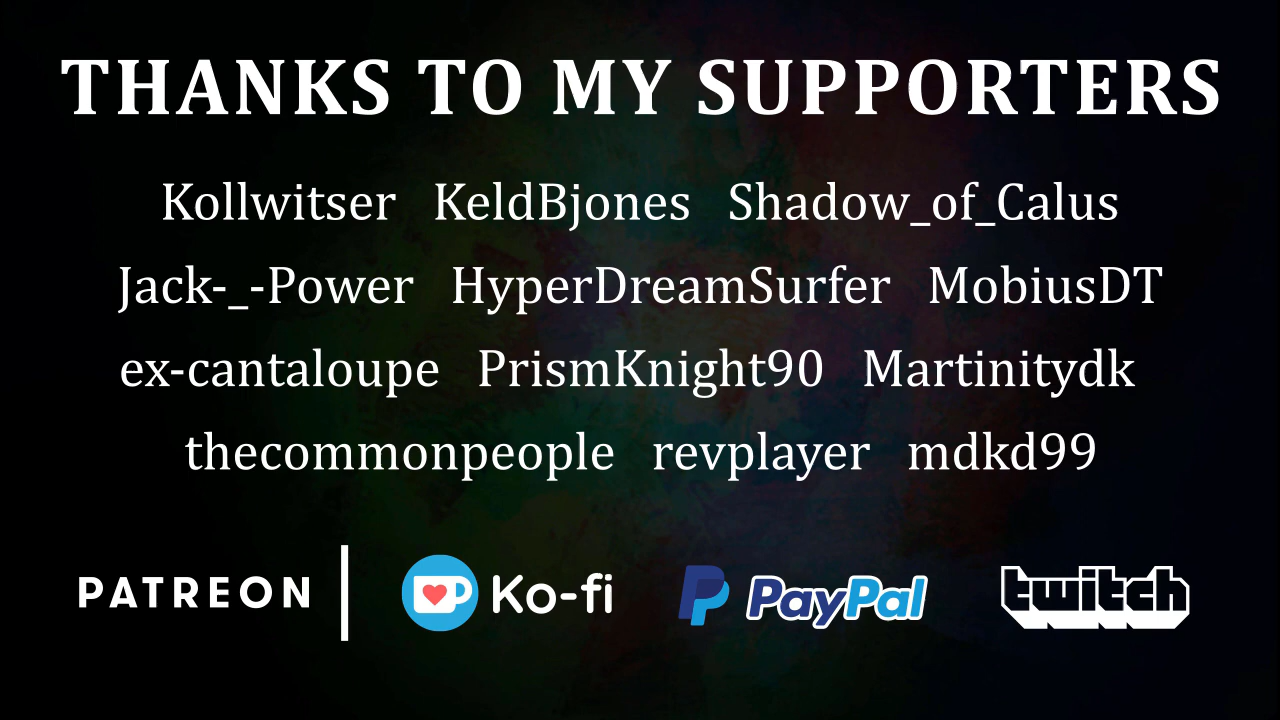 THANKS TO MY SUPPORTERS
Kollwitser KeldBjones Shadow_of_Calus
Jack-_-Power HyperDreamSurfer MobiusDT
ex-cantaloupe PrismKnight90 Martinitydk
thecommonpeople revplayer mdkd99
PATREON Ko-fi PayPal twitch